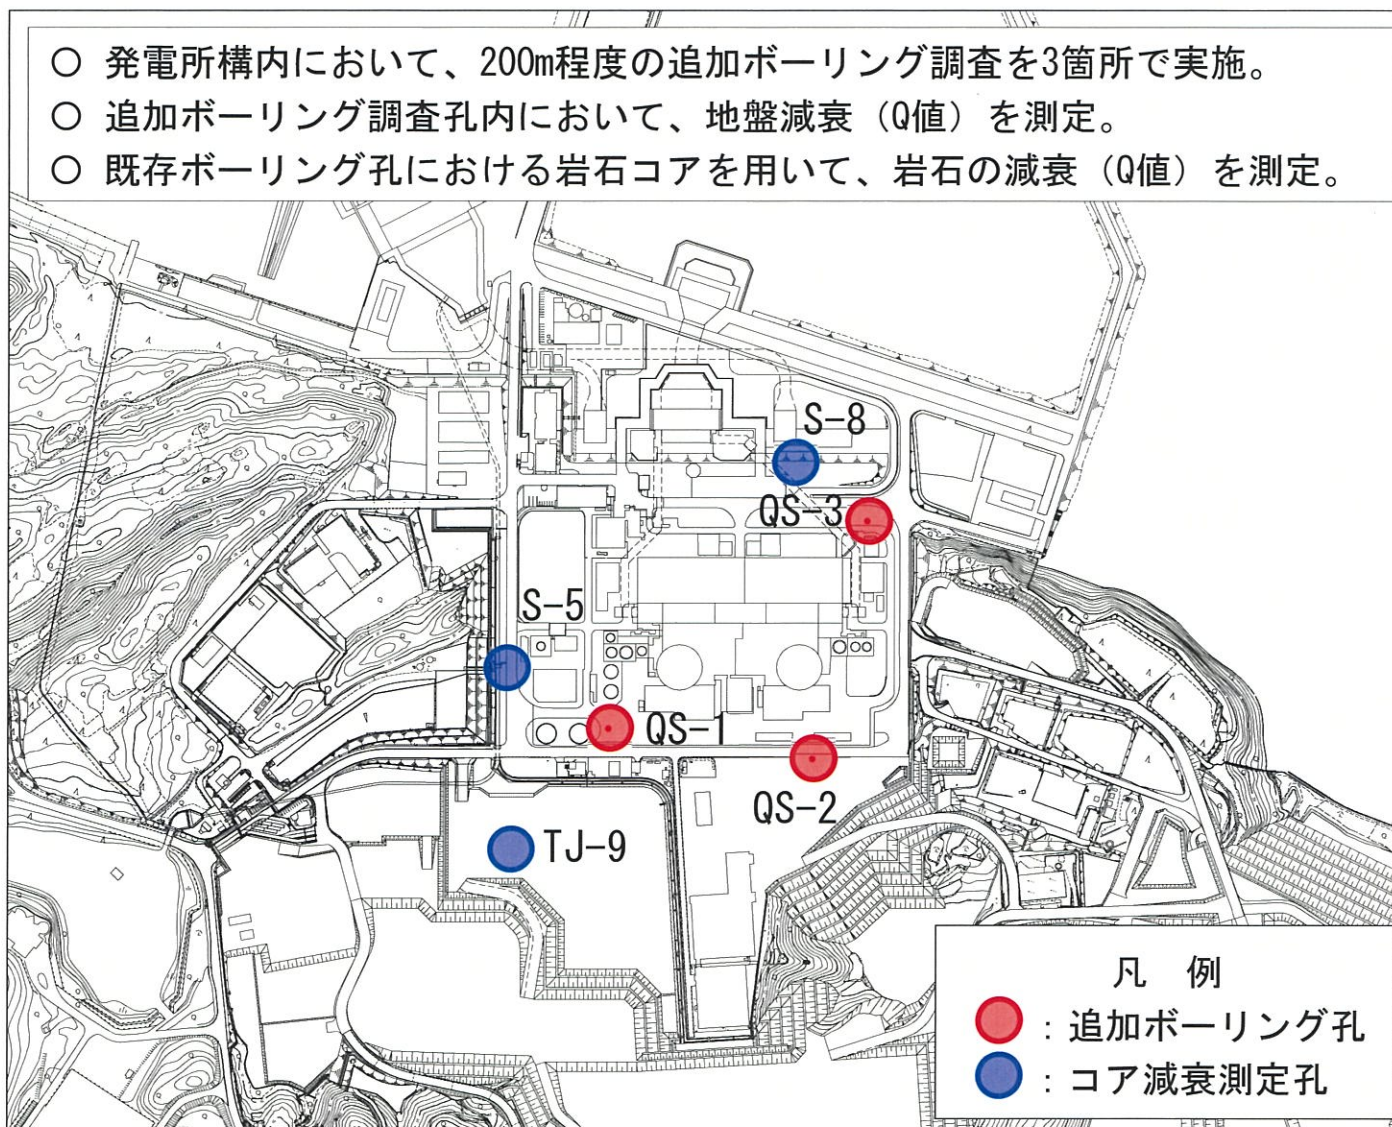 ○ 発電所構内において、200m程度の追加ボーリング調査を3箇所で実施。
○ 追加ボーリング調査孔内において、地盤減衰（Q値）を測定。
○ 既存ボーリング孔における岩石コアを用いて、岩石の減衰（Q値）を測定。
S-8
QS-3
S-5
QS-1
QS-2
TJ-9
凡 例
：追加ボーリング孔
：コア減衰測定孔